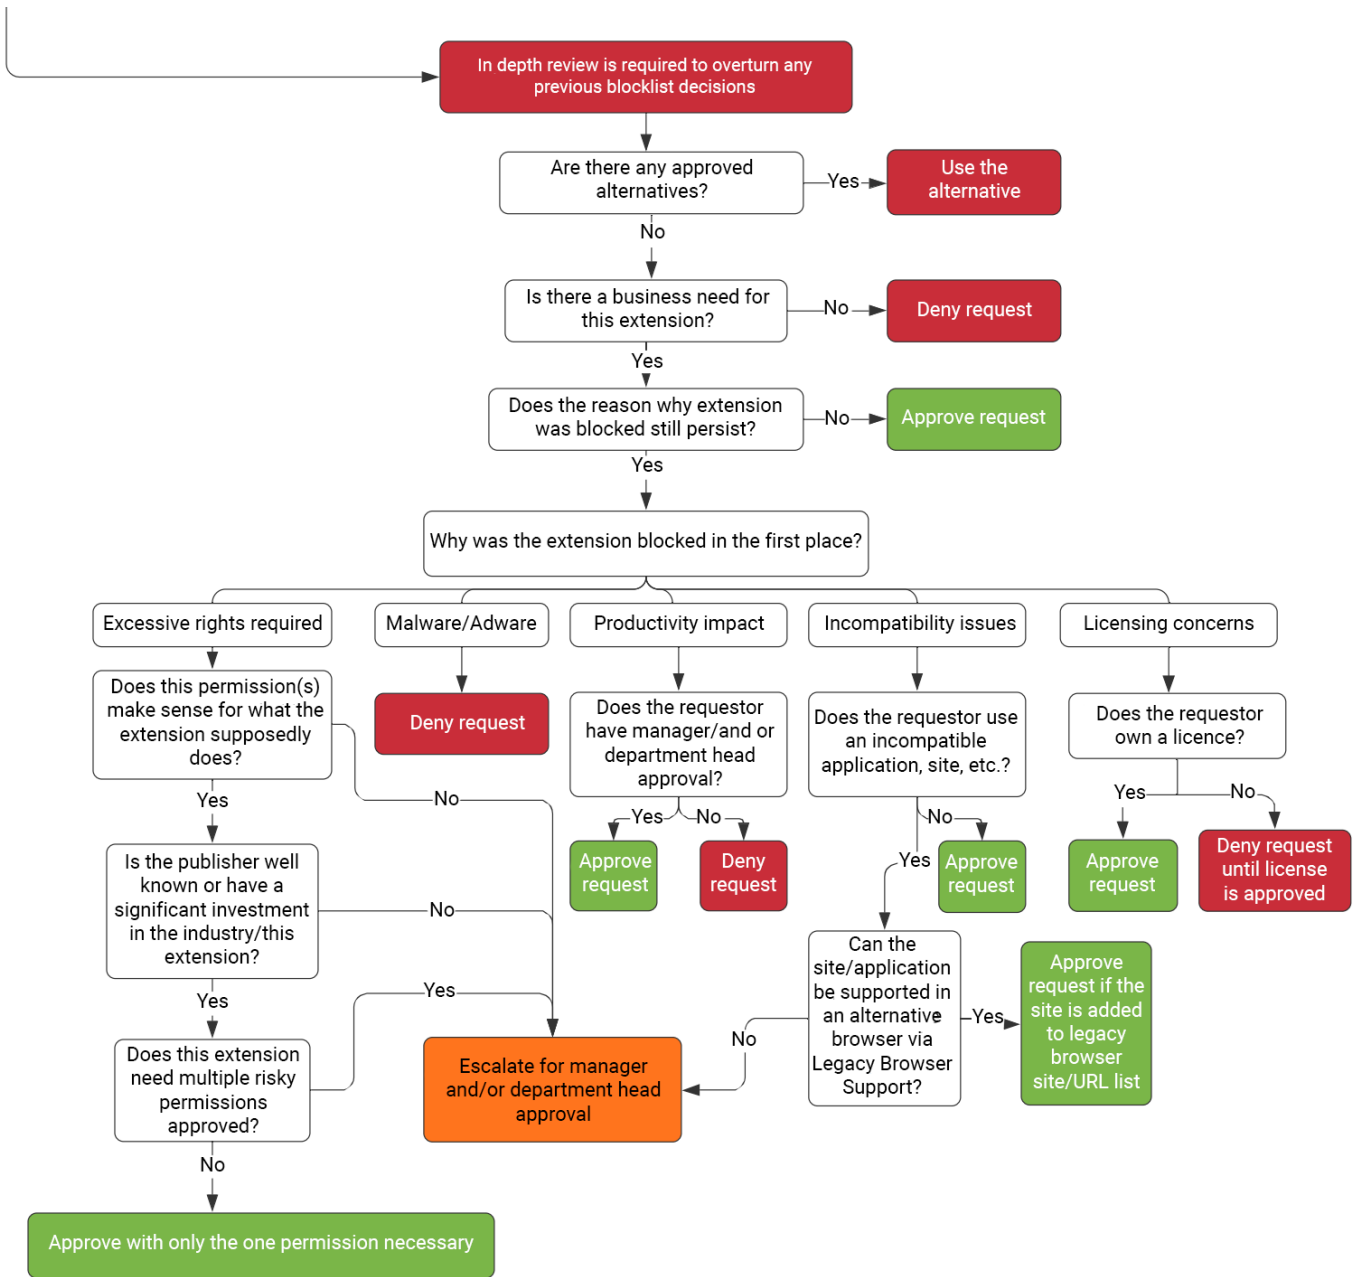 In depth review is required to overturn any
previous blocklist decisions
Are there any approved
alternatives?
Yes
Use the
alternative
No
Is there a business need for
this extension?
No
Deny request
Yes
Does the reason why extension
was blocked still persist?
No
Approve request
Yes
Why was the extension blocked in the first place?
Excessive rights required
Malware/Adware
Productivity impact
Incompatibility issues
Licensing concerns
Does this permission(s)
make sense for what the
extension supposedly
does?
Deny request
Does the requestor
have manager/and or
department head
approval?
Does the requestor use
an incompatible
application, site, etc.?
Does the requestor
own a licence?
Yes
No
Yes
No
No
Yes
Yes
No
Approve
request
Deny
request
Approve
request
Approve
request
Deny request
until license
is approved
Is the publisher well
known or have a
significant investment
in the industry/this
extension?
No
Yes
Can the
site/application
be supported in
an alternative
browser via
Legacy Browser
Support?
Yes
No
Approve
request if the
site is added
to legacy
browser
site/URL list
Does this extension
need multiple risky
permissions
approved?
Yes
No
Escalate for manager
and/or department head
approval
Approve with only the one permission necessary